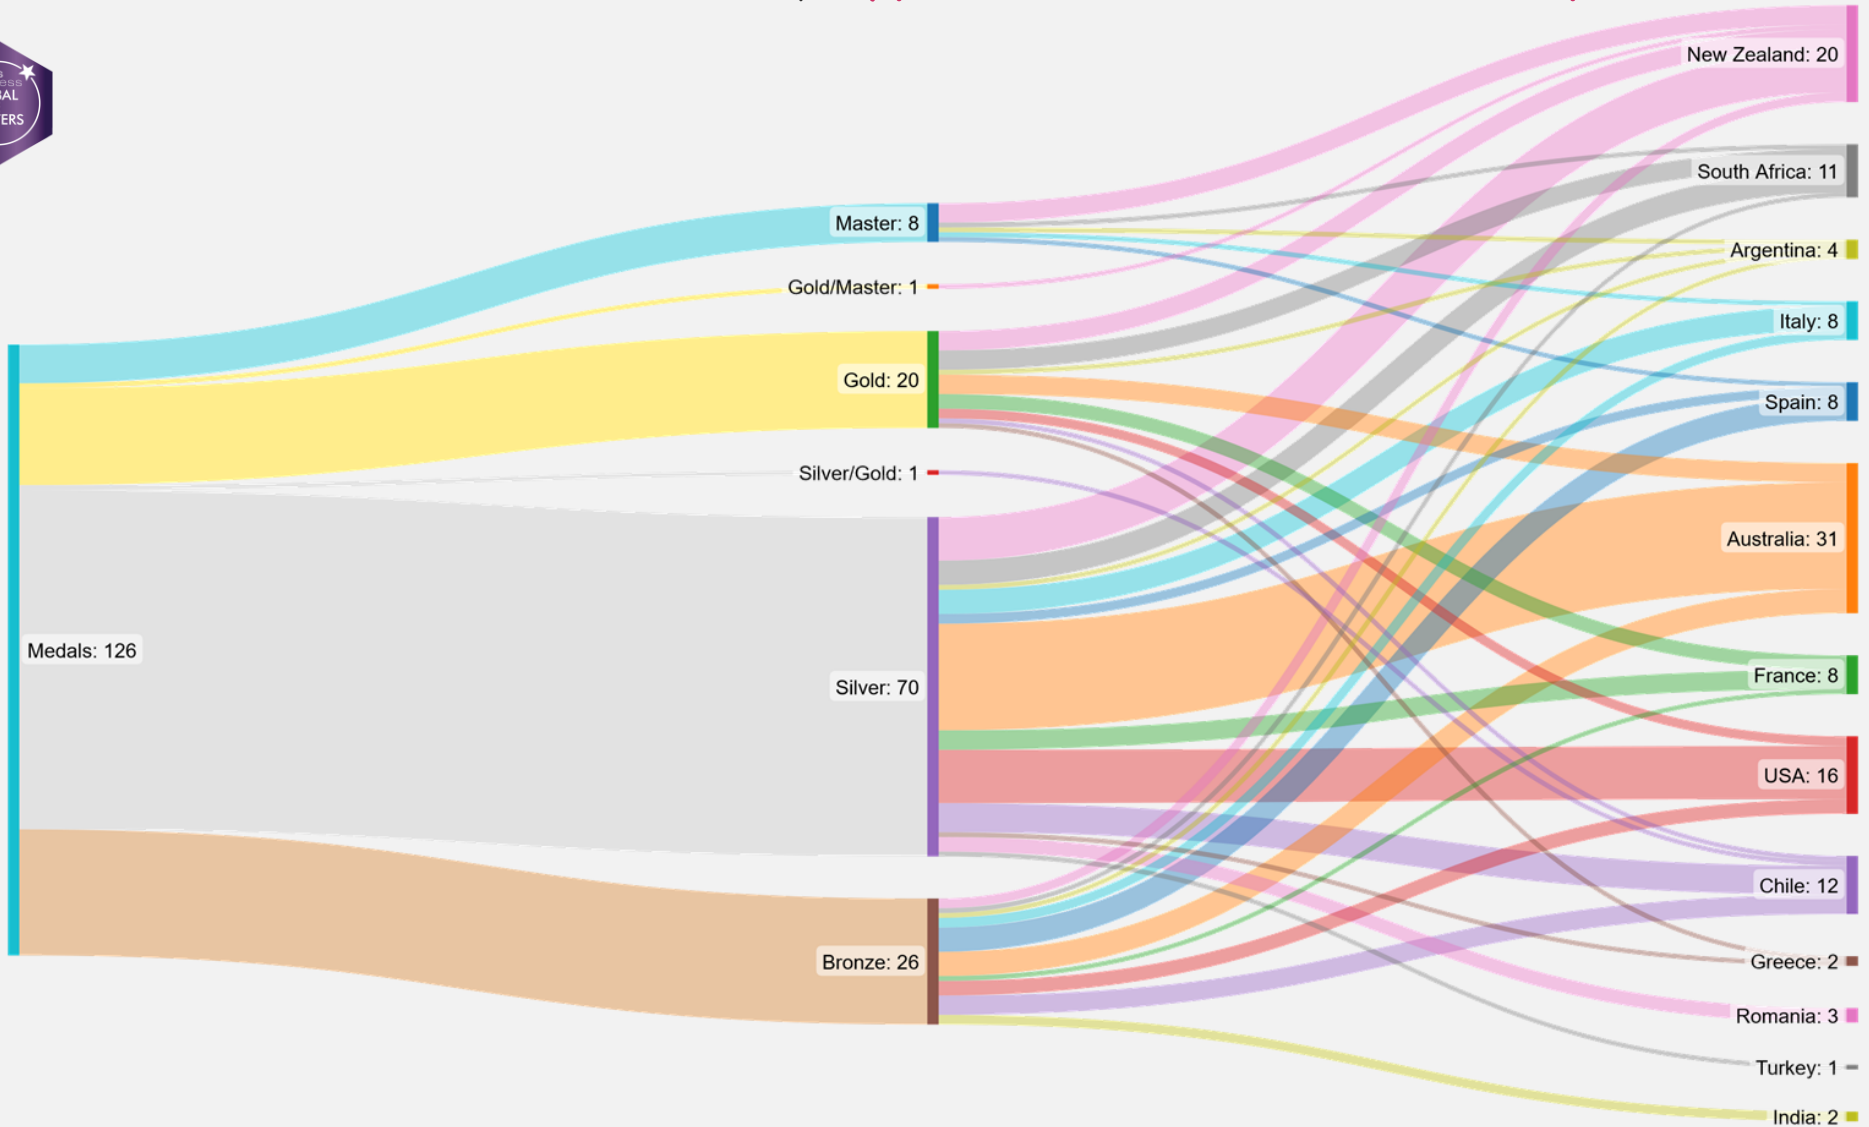 BAL
ERS
Medals: 126
Master: 8
Gold/Master: 1
Gold: 20
Silver/Gold: 1
Silver: 70
Bronze: 26
New Zealand: 20
South Africa: 11
Argentina: 4
Italy: 8
Spain: 8
Australia: 31
France: 8
USA: 16
Chile: 12
Greece: 2
Romania: 3
Turkey: 1
India: 2